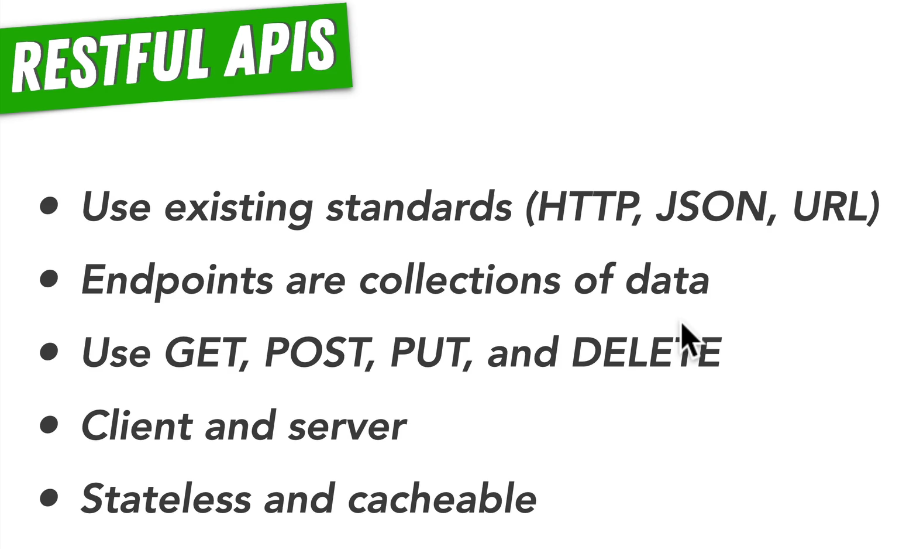 RESTFUL APIS
• Use existing standards (HTTP, JSON, URL)
• Endpoints are collections of data
• Use GET, POST, PUT, and DELETE
• Client and server
• Stateless and cacheable